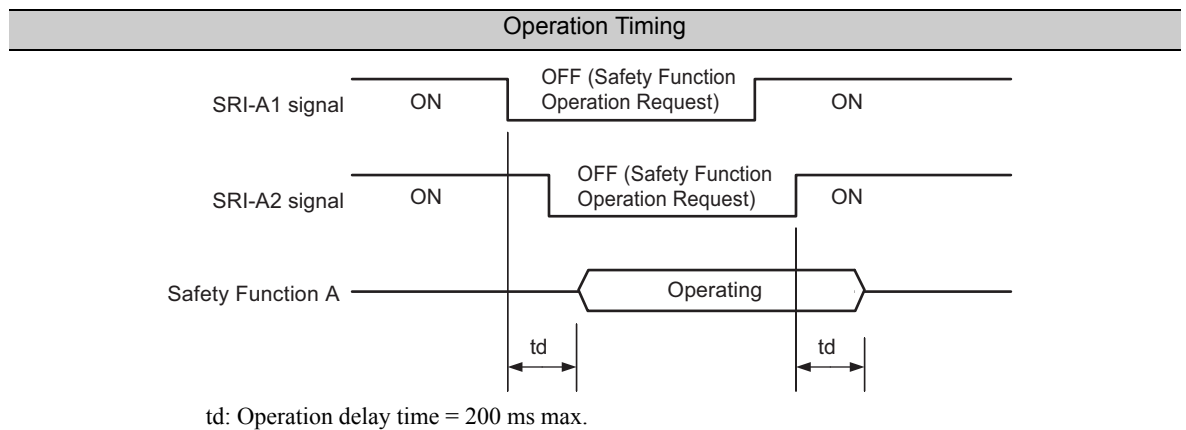 Operation Timing
OFF (Safety Function
Operation Request)
SRI-A1 signal
ON
ON
OFF (Safety Function
Operation Request)
SRI-A2 signal
ON
ON
Safety Function A
Operating
td
td
td: Operation delay time = 200 ms max.